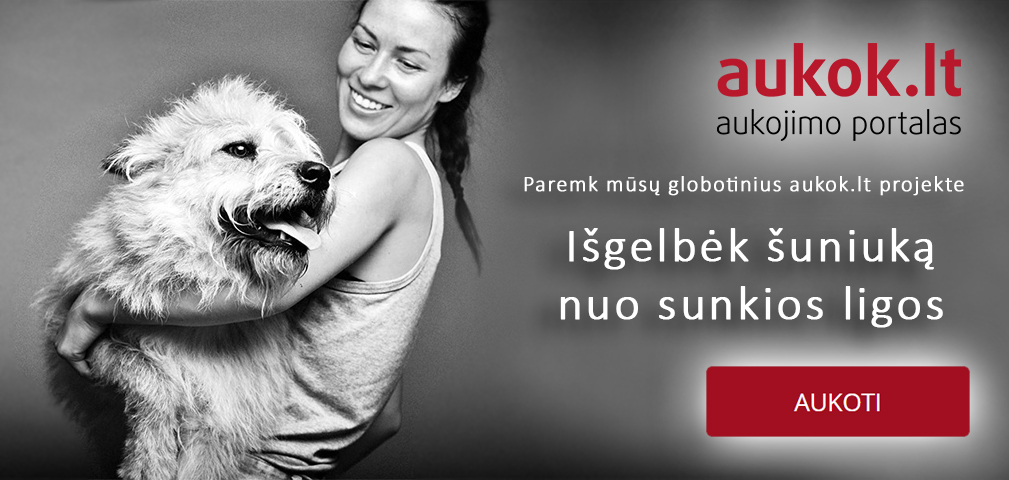 aukok.lt
aukojimo portalas
Paremk mūsų globotinius aukok.lt projekte
Išgelbėk šuniuką
nuo sunkios ligos
AUKOTI